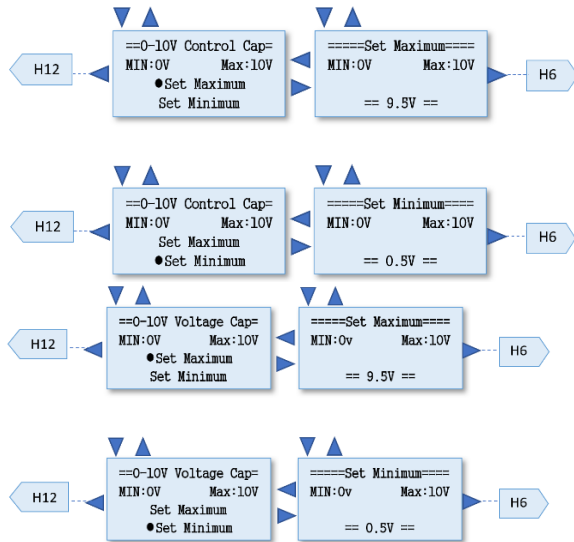 ==0-10V Control Cap=
MIN:0V Max:10V
●Set Maximum
Set Minimum
=====Set Maximum====
MIN:0V Max:10V
== 9.5V ==
H12
H6
==0-10V Control Cap=
MIN:0V Max:10V
Set Maximum
●Set Minimum
=====Set Minimum====
MIN:0V Max:10V
== 0.5V ==
H12
H6
==0-10V Voltage Cap=
MIN:0V Max:10V
●Set Maximum
Set Minimum
=====Set Maximum====
MIN:0v Max:10V
== 9.5V ==
H12
H6
==0-10V Voltage Cap=
MIN:0V Max:10V
Set Maximum
●Set Minimum
=====Set Minimum====
MIN:0v Max:10V
== 0.5V ==
H12
H6